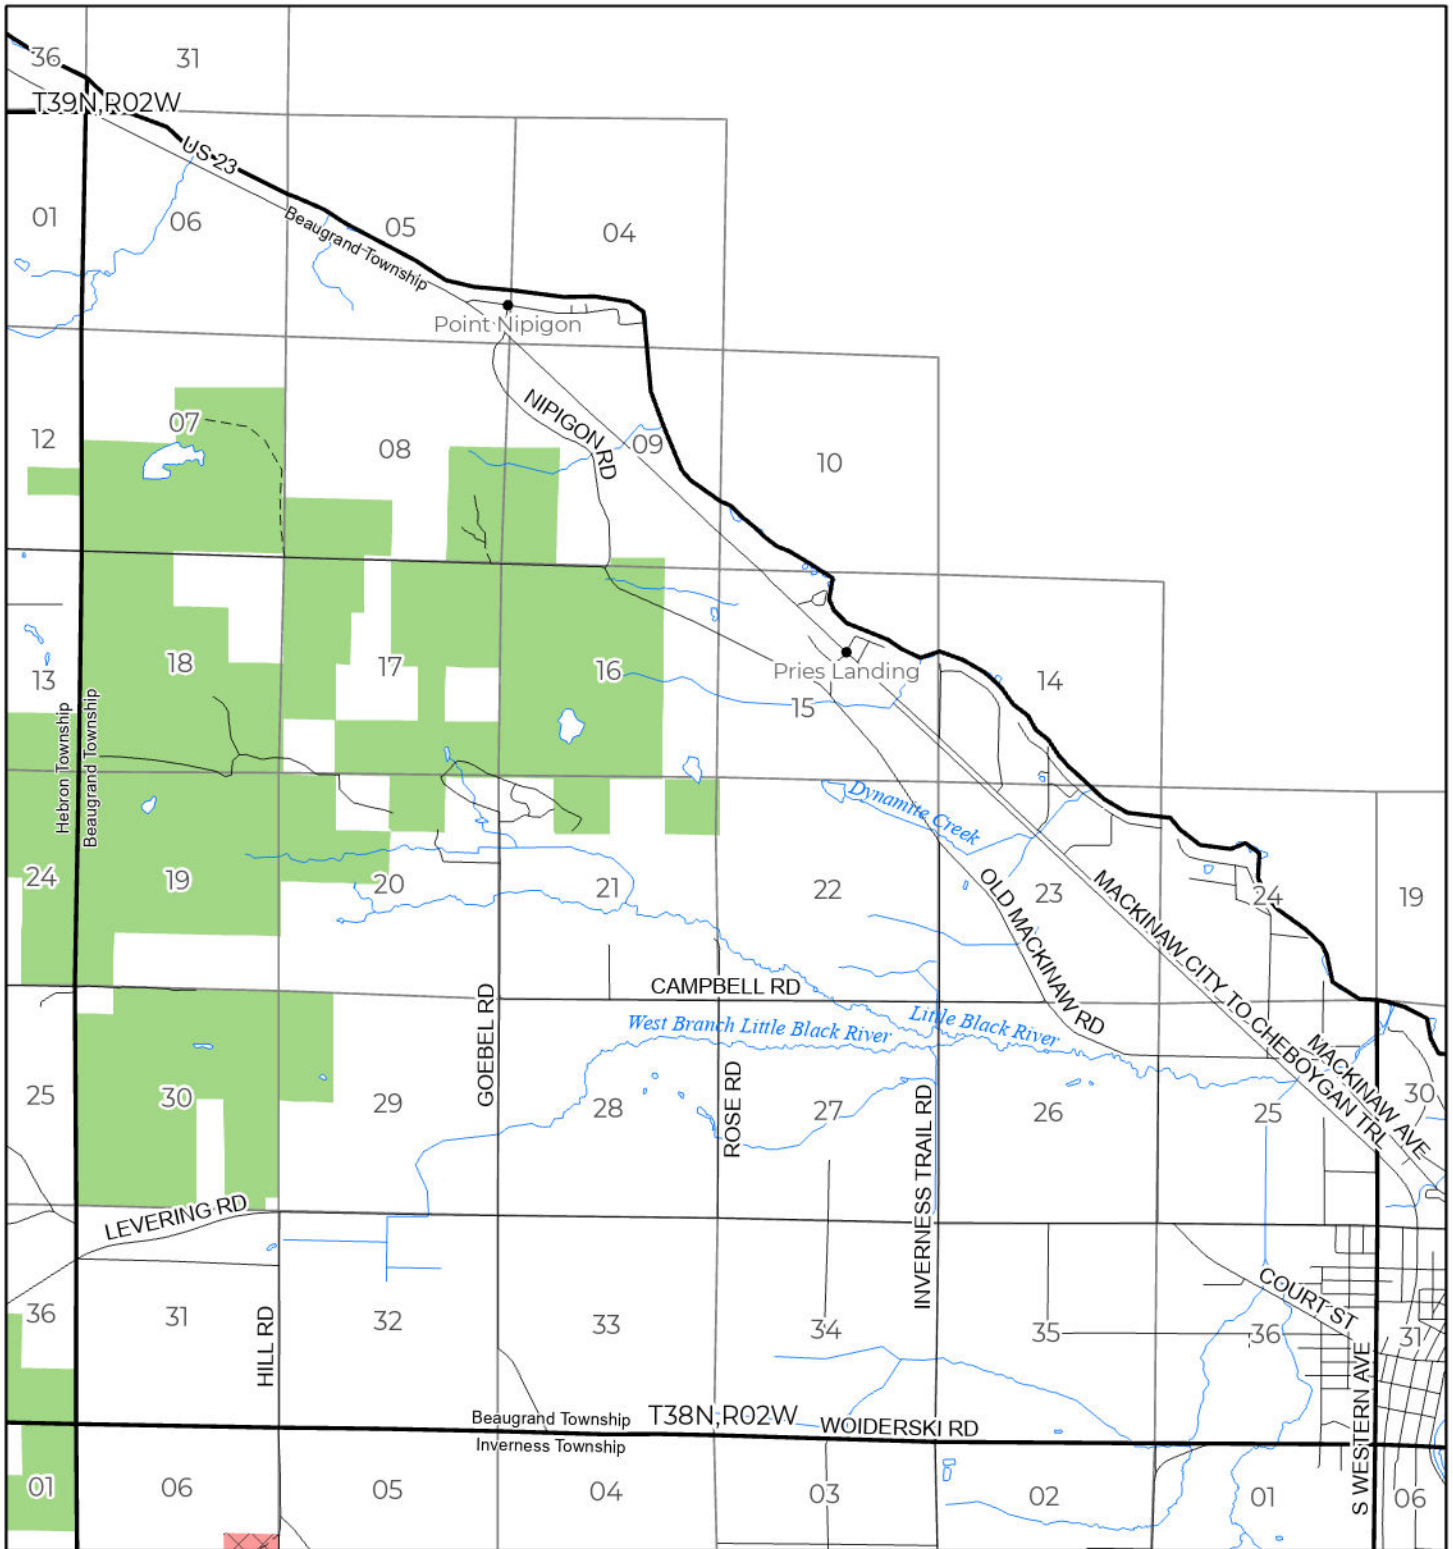 36
31
T39N,R02W
US-23
01
06
05
04
Beaugrand Township
Point Nipigon
NIPIGON RD
12
07
08
09
10
13
18
17
16
Pries Landing
15
14
Hebron Township
Beaugrand Township
Dynamite Creek
24
19
20
21
22
OLD MACKINAW RD
23
MACKINAW CITY TO CHEBOYGAN TRL
24
19
CAMPBELL RD
GOEBEL RD
West Branch Little Black River
Little Black River
MACKINAW AVE
25
30
29
28
ROSE RD
27
INVERNESS TRAIL RD
26
25
30
LEVERING RD
COURT ST
36
31
HILL RD
32
33
34
35
36
31
S WESTERN AVE
Beaugrand Township
T38N,R02W
WOIDERSKI RD
Inverness Township
01
06
05
04
03
02
01
06